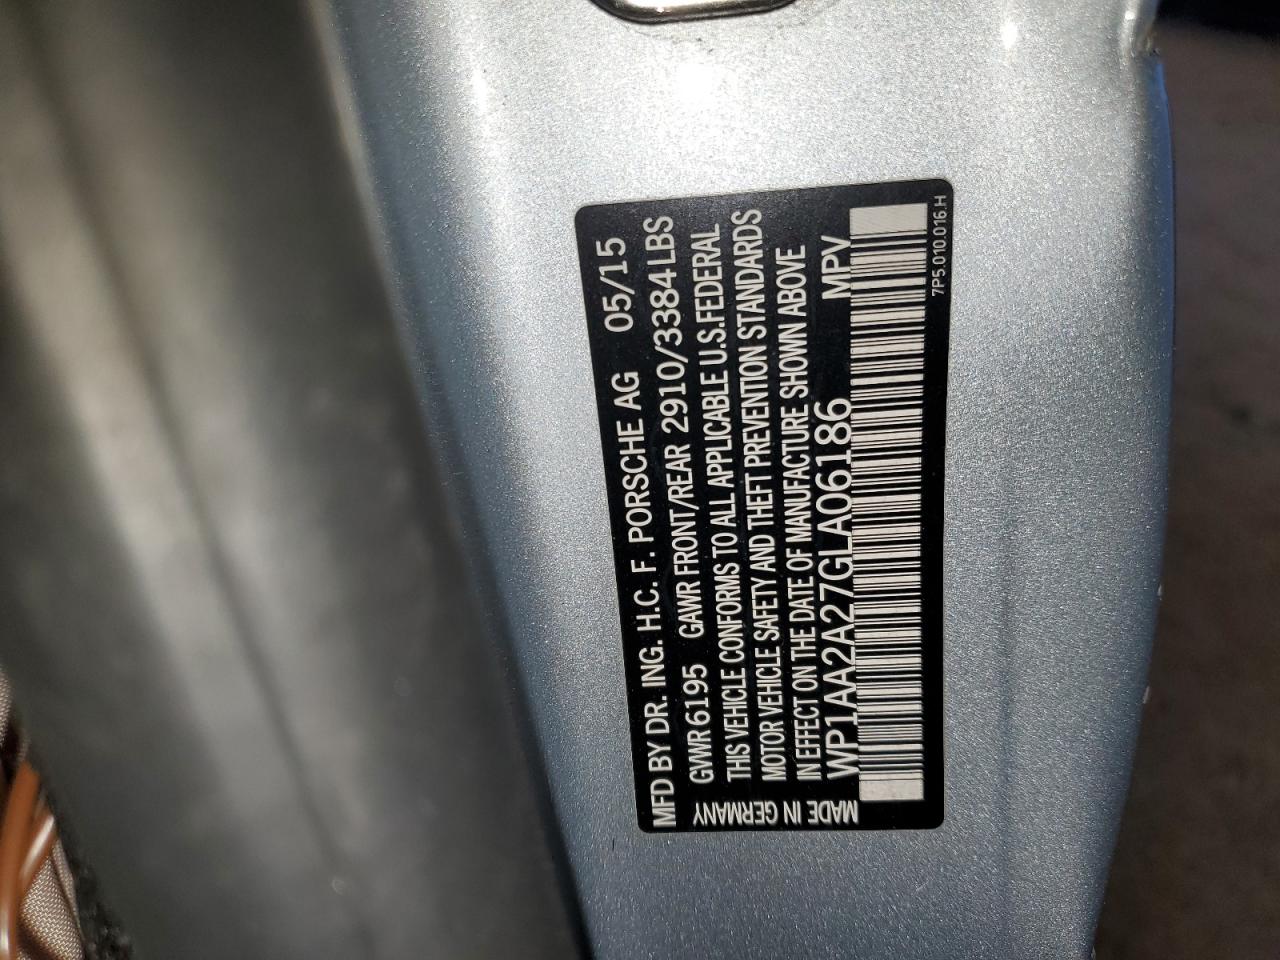 MFD BY DR. ING. H.C. F. PORSCHE AG 05/15
GVWR 6195 GAWR FRONT/REAR 2910/3384 LBS
THIS VEHICLE CONFORMS TO ALL APPLICABLE U.S.FEDERAL
MOTOR VEHICLE SAFETY AND THEFT PREVENTION STANDARDS
IN EFFECT ON THE DATE OF MANUFACTURE SHOWN ABOVE
WP1AA2A27GLA06186 MPV
MADE IN GERMANY
7P5.010.016.H